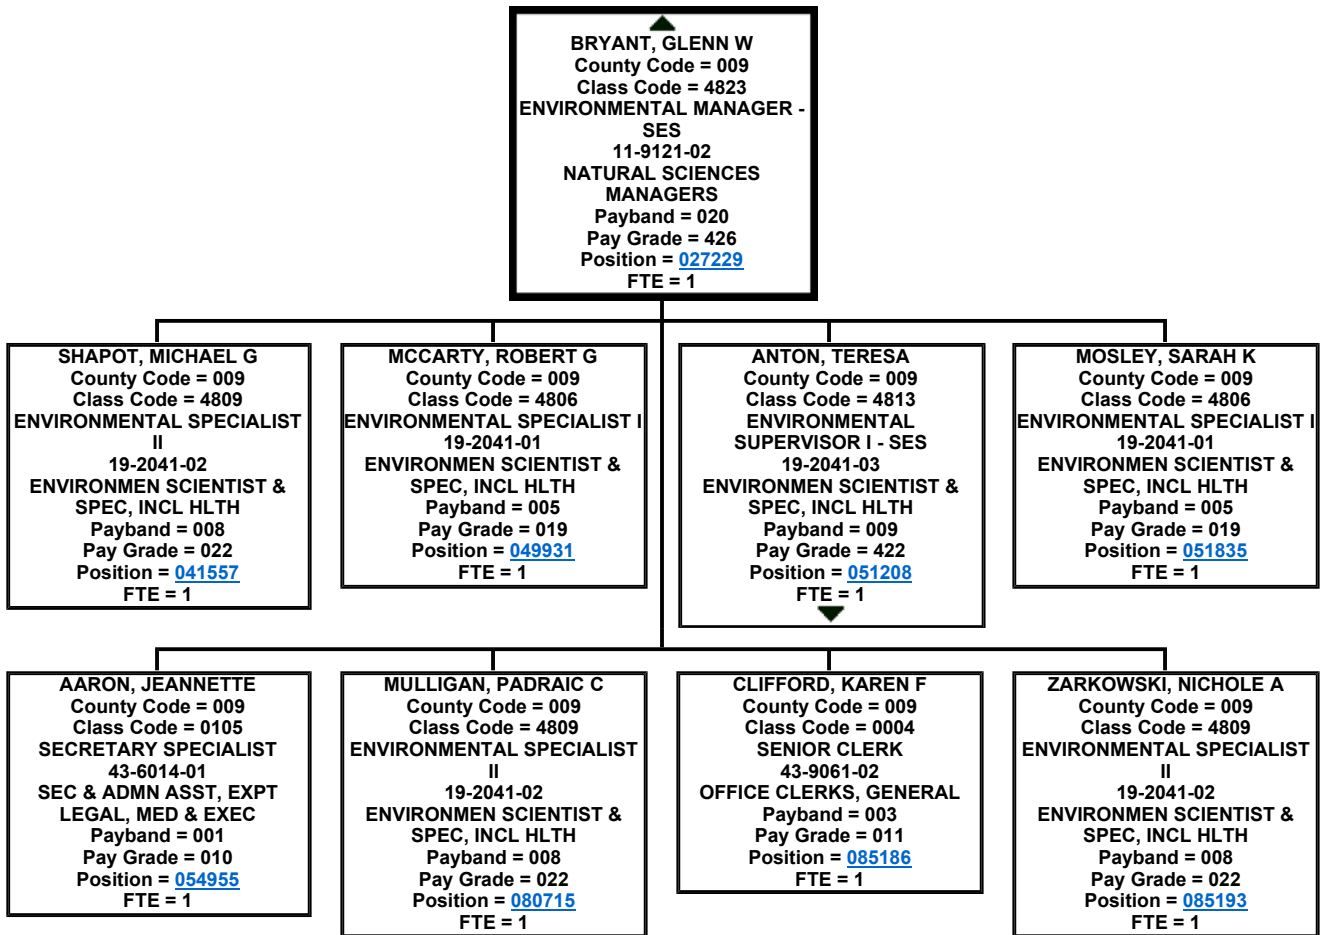 BRYANT, GLENN W
County Code = 009
Class Code = 4823
ENVIRONMENTAL MANAGER -
SES
11-9121-02
NATURAL SCIENCES
MANAGERS
Payband = 020
Pay Grade = 426
Position = 027229
FTE = 1
SHAPOT, MICHAEL G
County Code = 009
Class Code = 4809
ENVIRONMENTAL SPECIALIST
II
19-2041-02
ENVIRONMEN SCIENTIST &
SPEC, INCL HLTH
Payband = 008
Pay Grade = 022
Position = 041557
FTE = 1
MCCARTY, ROBERT G
County Code = 009
Class Code = 4806
ENVIRONMENTAL SPECIALIST I
19-2041-01
ENVIRONMEN SCIENTIST &
SPEC, INCL HLTH
Payband = 005
Pay Grade = 019
Position = 049931
FTE = 1
ANTON, TERESA
County Code = 009
Class Code = 4813
ENVIRONMENTAL
SUPERVISOR I - SES
19-2041-03
ENVIRONMEN SCIENTIST &
SPEC, INCL HLTH
Payband = 009
Pay Grade = 422
Position = 051208
FTE = 1
MOSLEY, SARAH K
County Code = 009
Class Code = 4806
ENVIRONMENTAL SPECIALIST I
19-2041-01
ENVIRONMEN SCIENTIST &
SPEC, INCL HLTH
Payband = 005
Pay Grade = 019
Position = 051835
FTE = 1
AARON, JEANNETTE
County Code = 009
Class Code = 0105
SECRETARY SPECIALIST
43-6014-01
SEC & ADMN ASST, EXPT
LEGAL, MED & EXEC
Payband = 001
Pay Grade = 010
Position = 054955
FTE = 1
MULLIGAN, PADRAIC C
County Code = 009
Class Code = 4809
ENVIRONMENTAL SPECIALIST
II
19-2041-02
ENVIRONMEN SCIENTIST &
SPEC, INCL HLTH
Payband = 008
Pay Grade = 022
Position = 080715
FTE = 1
CLIFFORD, KAREN F
County Code = 009
Class Code = 0004
SENIOR CLERK
43-9061-02
OFFICE CLERKS, GENERAL
Payband = 003
Pay Grade = 011
Position = 085186
FTE = 1
ZARKOWSKI, NICHOLE A
County Code = 009
Class Code = 4809
ENVIRONMENTAL SPECIALIST
II
19-2041-02
ENVIRONMEN SCIENTIST &
SPEC, INCL HLTH
Payband = 008
Pay Grade = 022
Position = 085193
FTE = 1